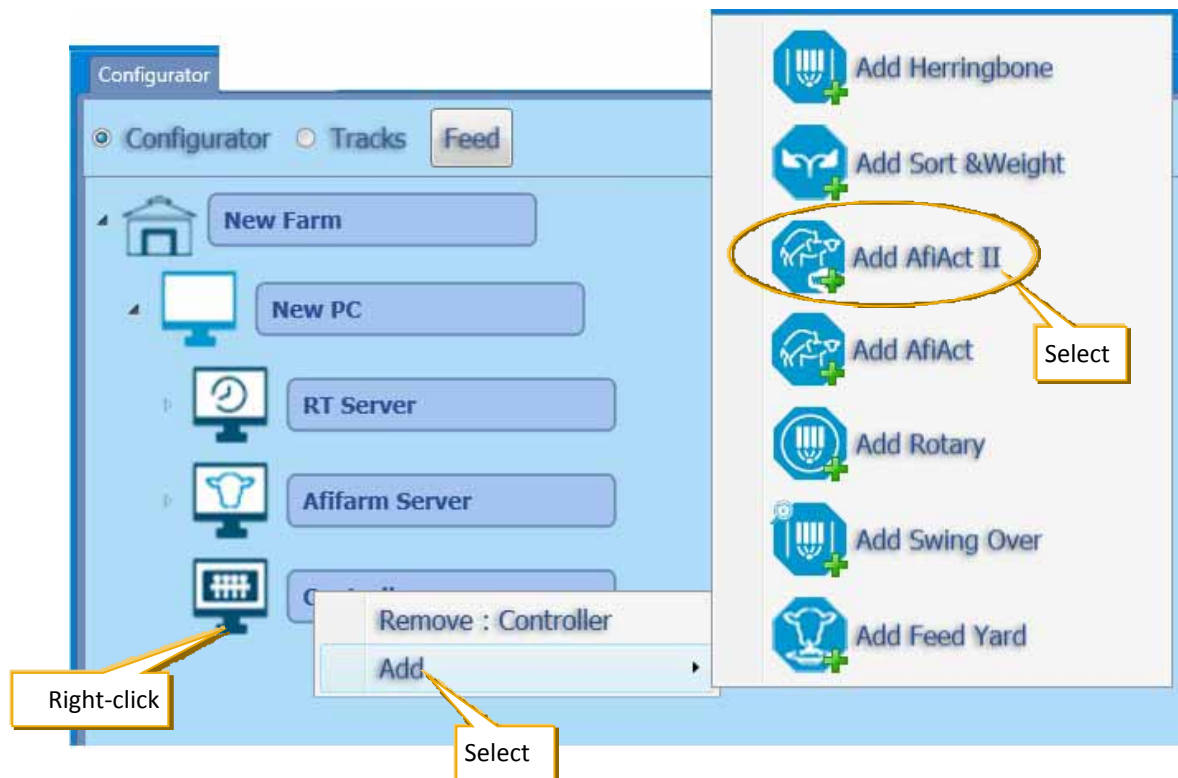 Configurator
Configurator Tracks Feed
New Farm
New PC
RT Server
Afifarm Server
Remove : Controller
Add
Right-click
Select
Add Herringbone
Add Sort &Weight
Add AfiAct II
Select
Add AfiAct
Add Rotary
Add Swing Over
Add Feed Yard